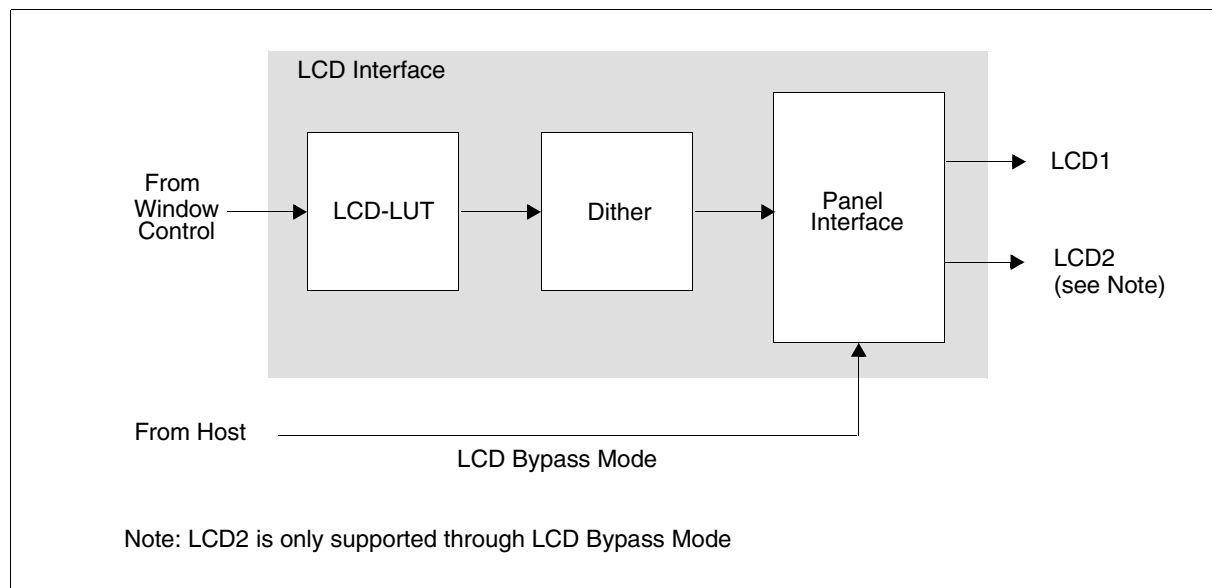 LCD Interface
From
Window
Control
LCD-LUT
Dither
Panel
Interface
LCD1
LCD2
(see Note)
From Host
LCD Bypass Mode
Note: LCD2 is only supported through LCD Bypass Mode